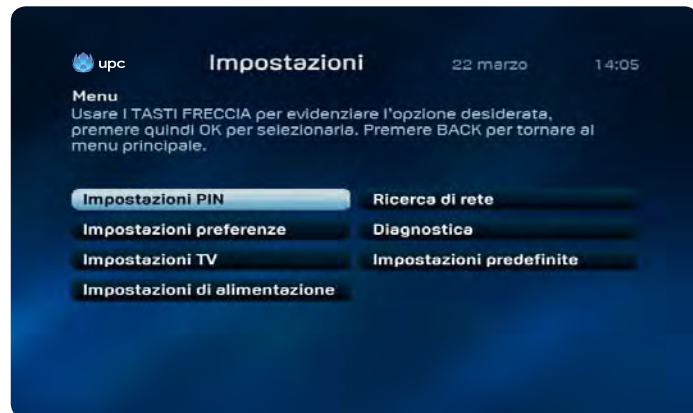 upc Impostazioni 22 marzo 14:05
Menu
Usare I TASTI FRECCIA per evidenziare l'opzione desiderata,
premere quindi OK per selezionarla. Premere BACK per tornare al
menu principale.
Impostazioni PIN
Impostazioni preferenze
Impostazioni TV
Impostazioni di alimentazione
Ricerca di rete
Diagnostica
Impostazioni predefinite